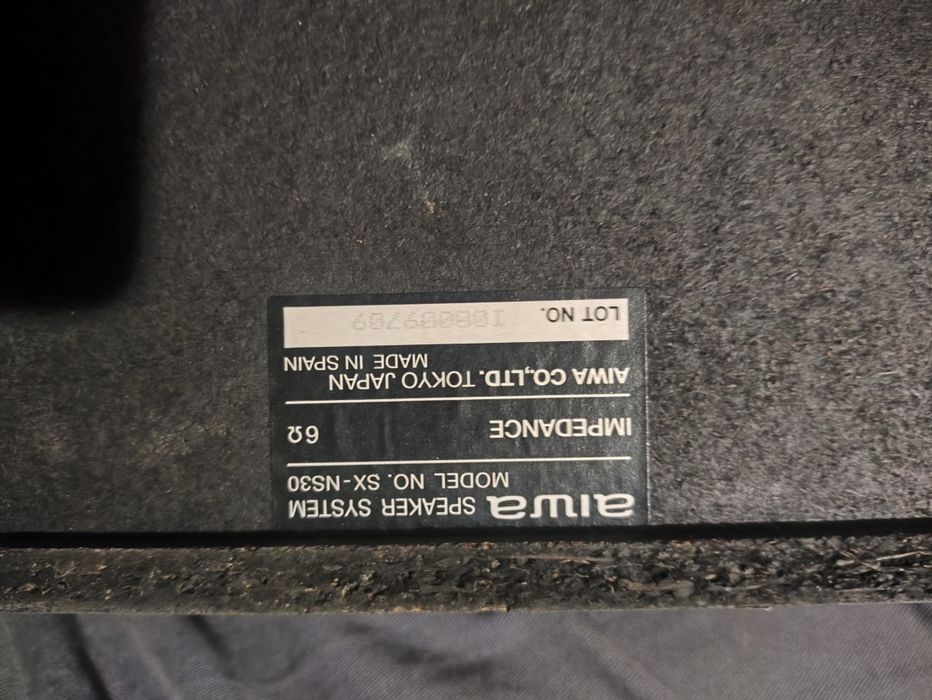 aiwa SPEAKER SYSTEM
MODEL NO. SX-NS30
IMPEDANCE 6Ω
AIWA CO.,LTD. TOKYO JAPAN
MADE IN SPAIN
LOT NO.